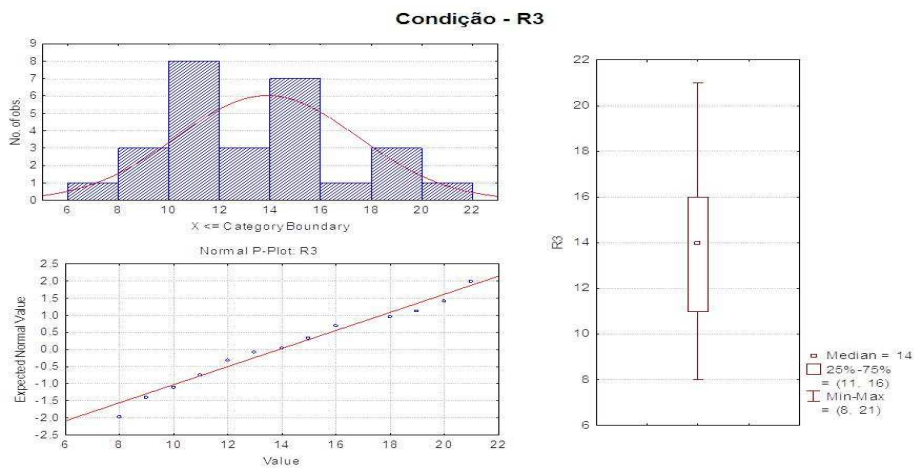 Condição - R3
No. of obs.
9
8
7
6
5
4
3
2
1
0
6 8 10 12 14 16 18 20 22
X <= Category Boundary
Normal P-Plot: R3
Expected Normal Value
2.5
2.0
1.5
1.0
0.5
0.0
-0.5
-1.0
-1.5
-2.0
-2.5
6 8 10 12 14 16 18 20 22
Value
R3
22
20
18
16
14
12
10
8
6
Median = 14
25%-75%
= (11, 16)
Min-Max
= (8, 21)